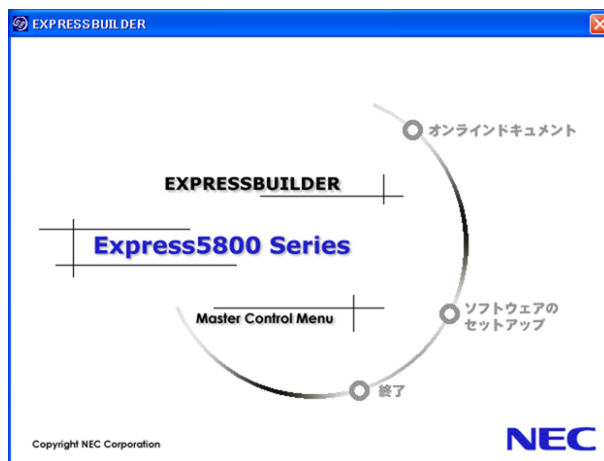 EXPRESSBUILDER
オンラインドキュメント
EXPRESSBUILDER
Express5800 Series
ソフトウェアの
セットアップ
Master Control Menu
終了
Copyright NEC Corporation
NEC